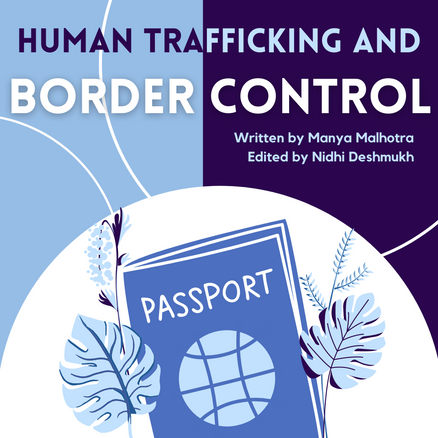 HUMAN TRAFFICKING AND
BORDER CONTROL
Written by Manya Malhotra
Edited by Nidhi Deshmukh
PASSPORT